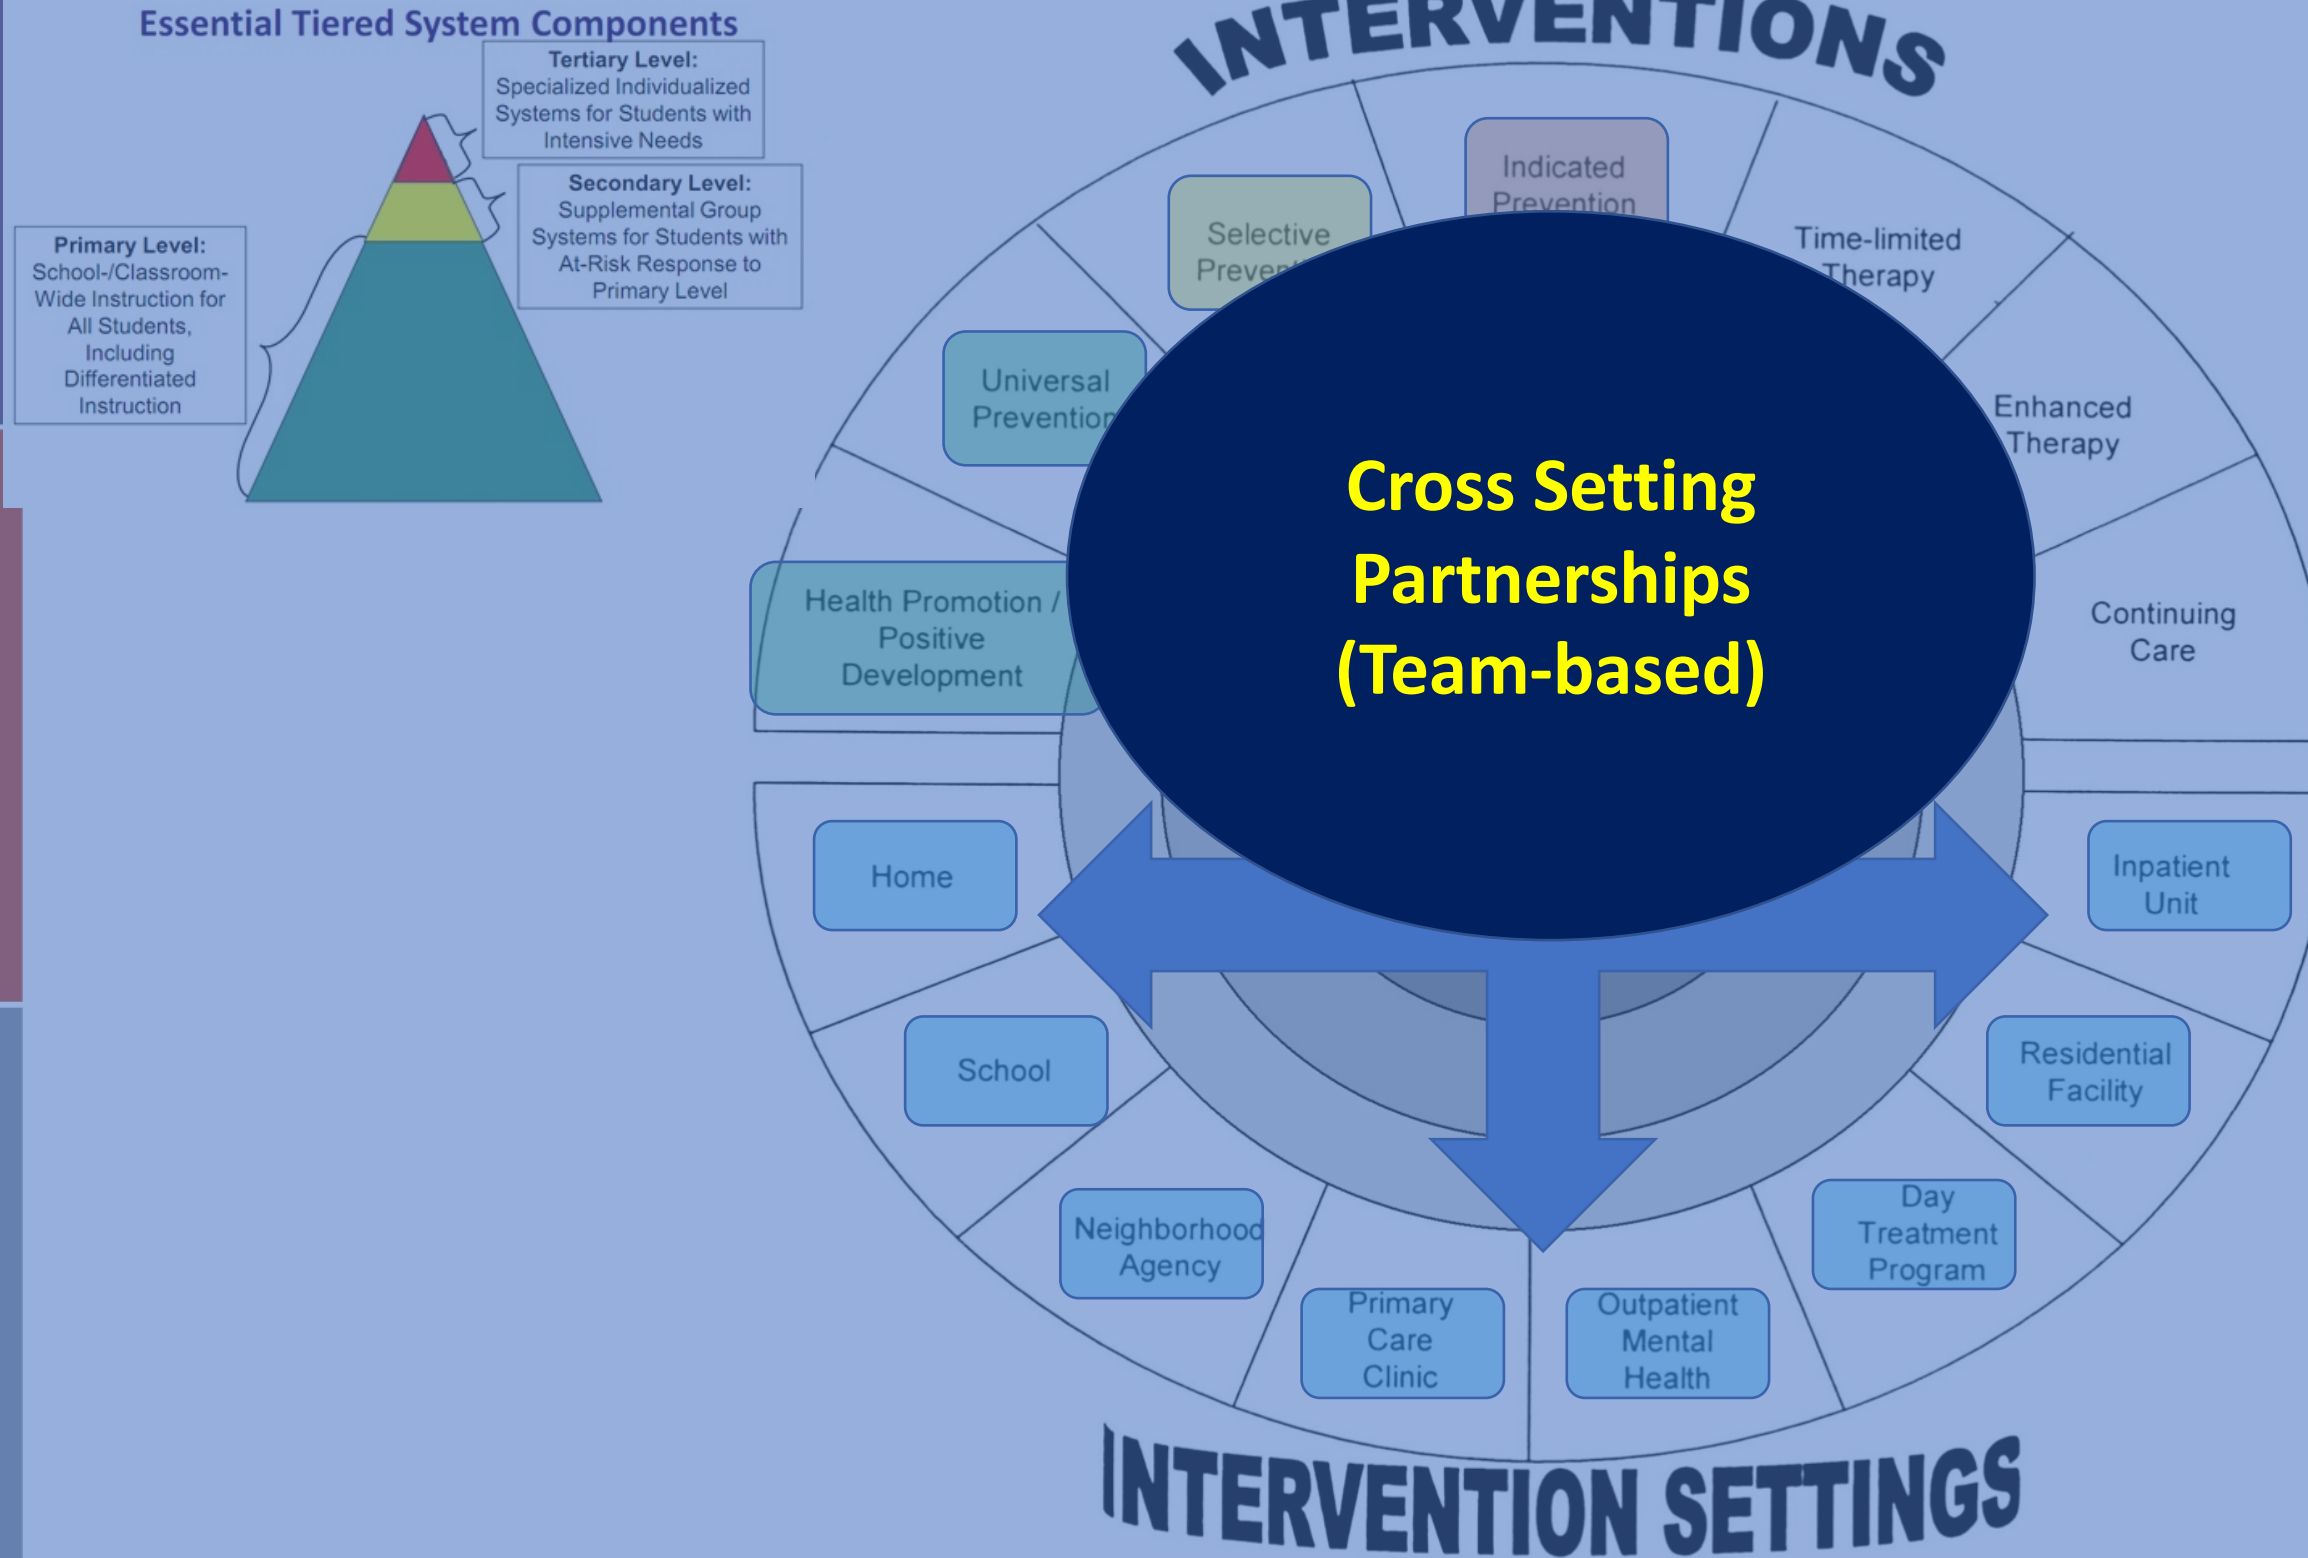 Essential Tiered System Components
Tertiary Level:
Specialized Individualized
Systems for Students with
Intensive Needs
Secondary Level:
Supplemental Group
Systems for Students with
At-Risk Response to
Primary Level
Primary Level:
School-/Classroom-
Wide Instruction for
All Students,
Including
Differentiated
Instruction
INTERVENTIONS
Indicated
Prevention
Selective
Universal
Prevention
Health Promotion /
Positive
Development
Time-limited
Therapy
Enhanced
Therapy
Continuing
Care
Cross Setting
Partnerships
(Team-based)
Home
School
Neighborhood
Agency
Primary
Care
Clinic
Outpatient
Mental
Health
Day
Treatment
Program
Residential
Facility
Inpatient
Unit
INTERVENTION SETTINGS